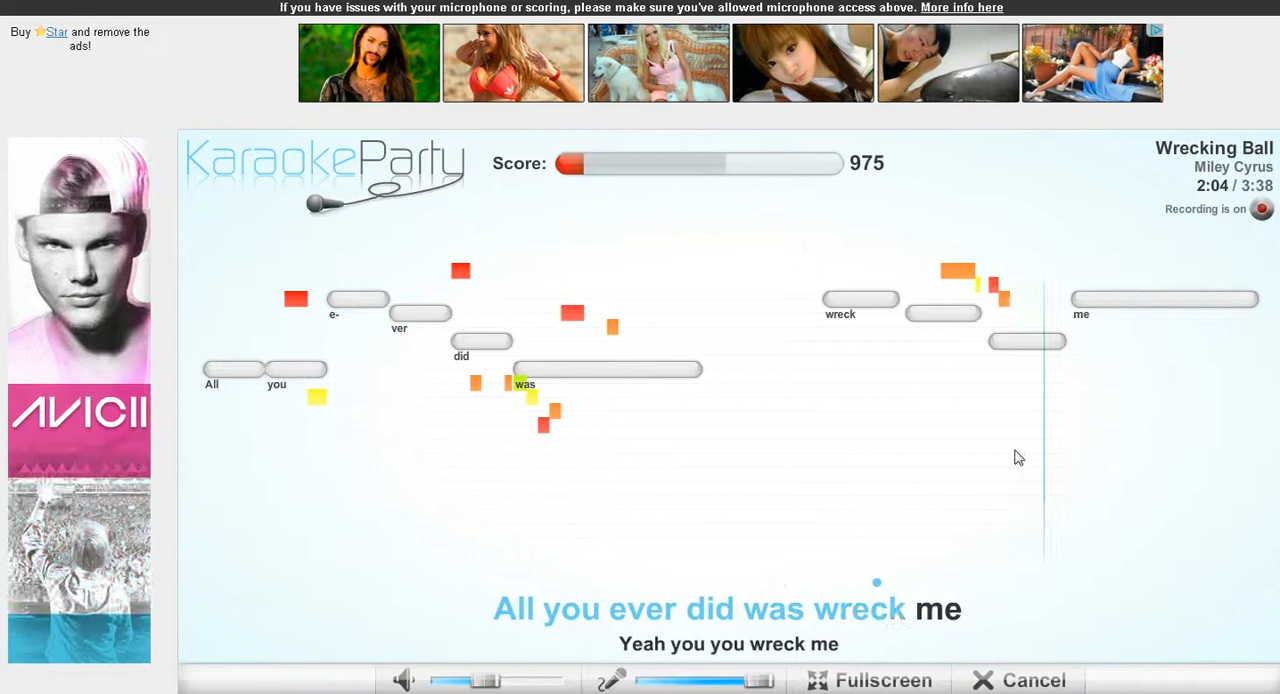 If you have issues with your microphone or scoring, please make sure you've allowed microphone access above. More info here
Buy Star and remove the
ads!
KaraokeParty
Score:
975
Wrecking Ball
Miley Cyrus
2:04 / 3:38
Recording is on
AVICII
e-
ver
did
All
you
was
wreck
me
All you ever did was wreck me
Yeah you you wreck me
Fullscreen
Cancel